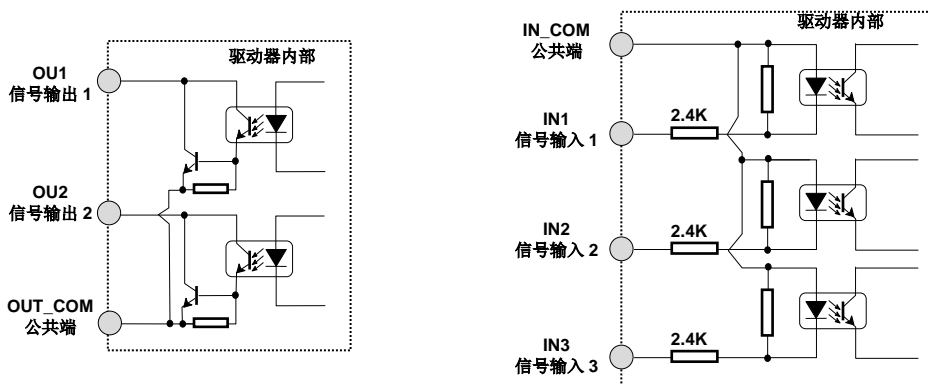 驱动器内部
OU1
信号输出 1
OU2
信号输出 2
OUT_COM
公共端
驱动器内部
IN_COM
公共端
2.4K
IN1
信号输入 1
2.4K
IN2
信号输入 2
2.4K
IN3
信号输入 3